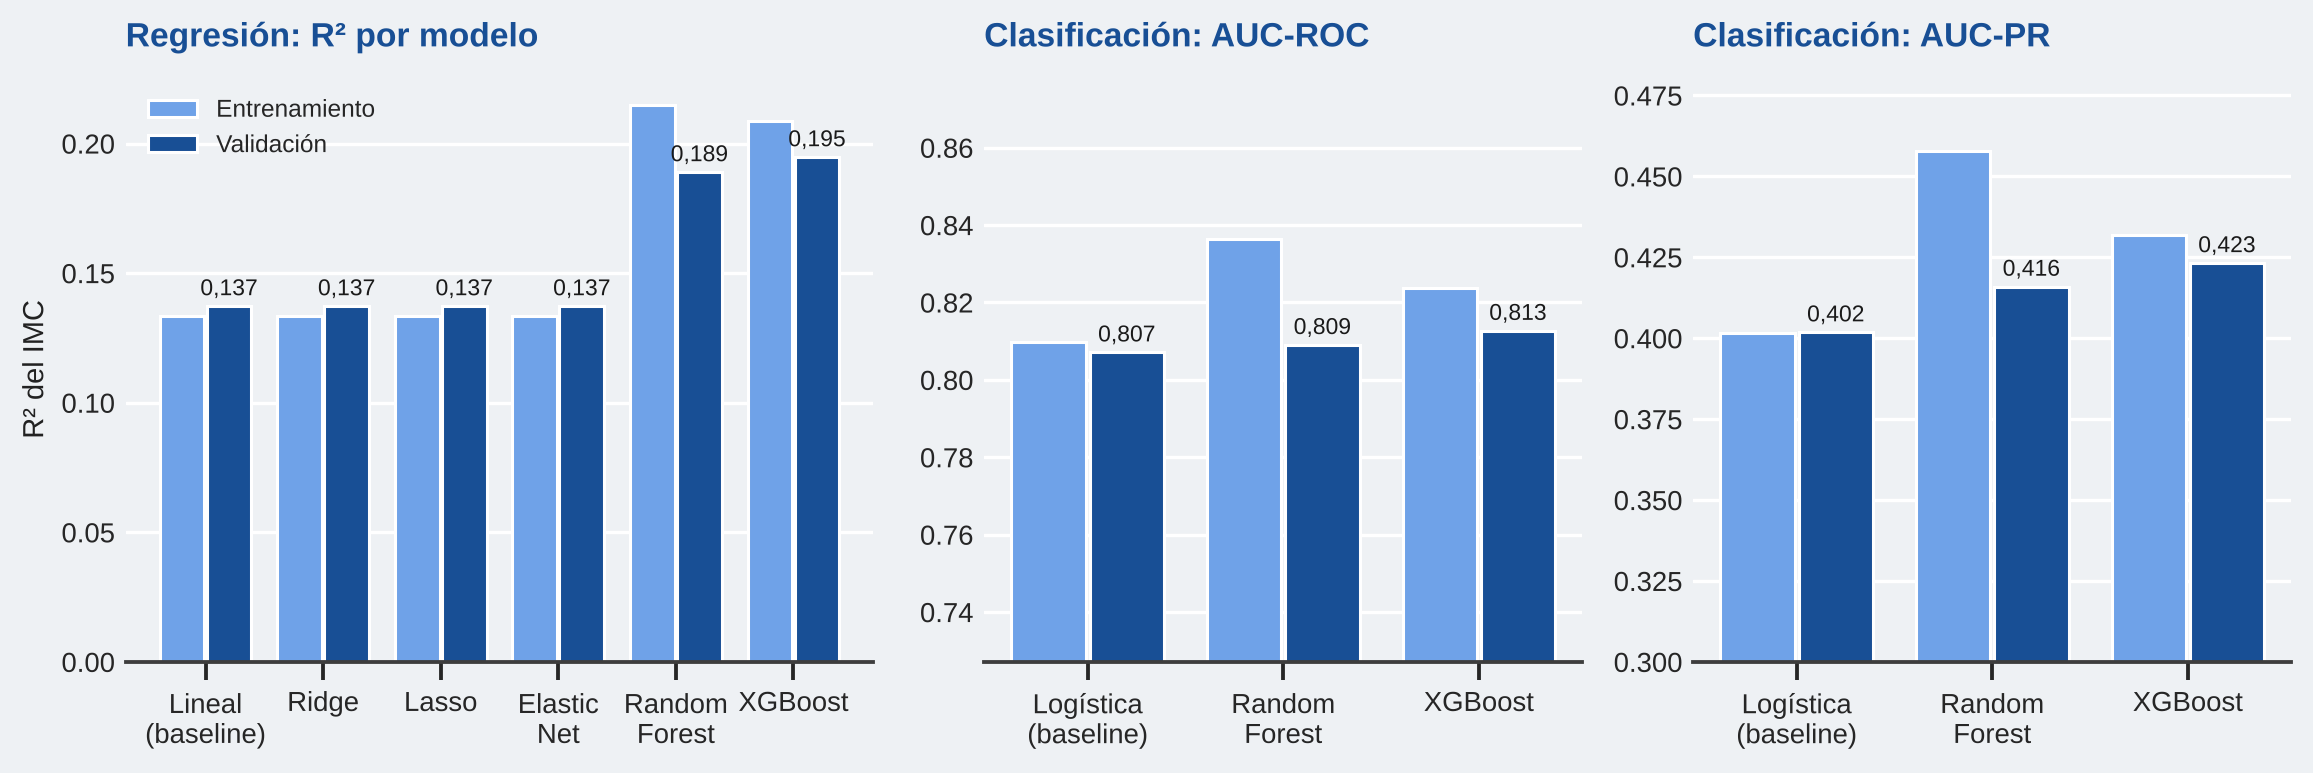 Regresión: R² por modelo
Entrenamiento
Validación
R² del IMC
0.20
0.15
0.10
0.05
0.00
0,137
0,137
0,137
0,137
0,189
0,195
Lineal
(baseline)
Ridge
Lasso
Elastic
Net
Random
Forest
XGBoost
Clasificación: AUC-ROC
0.86
0.84
0.82
0.80
0.78
0.76
0.74
0,807
0,809
0,813
Logística
(baseline)
Random
Forest
XGBoost
Clasificación: AUC-PR
0.475
0.450
0.425
0.400
0.375
0.350
0.325
0.300
0,402
0,416
0,423
Logística
(baseline)
Random
Forest
XGBoost